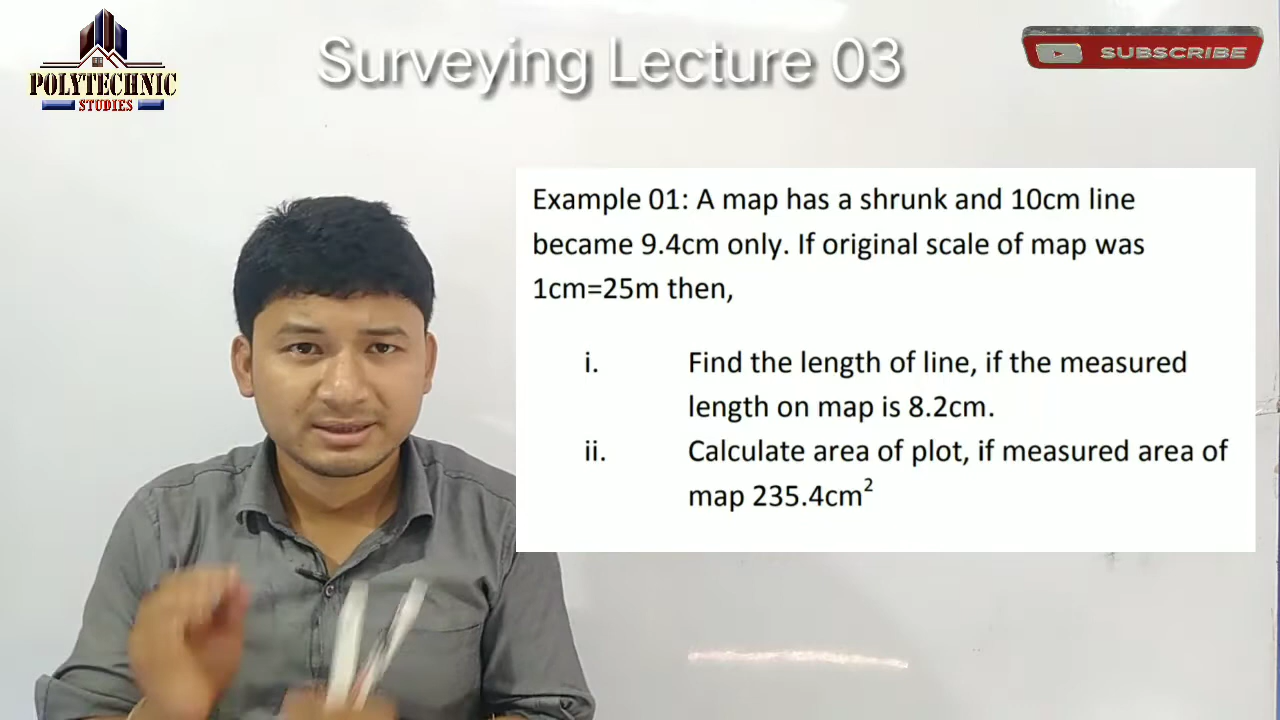 POLYTECHNIC
STUDIES
Surveying Lecture 03
SUBSCRIBE
Example 01: A map has a shrunk and 10cm line
became 9.4cm only. If original scale of map was
1cm=25m then,
i. Find the length of line, if the measured
length on map is 8.2cm.
ii. Calculate area of plot, if measured area of
map 235.4cm²